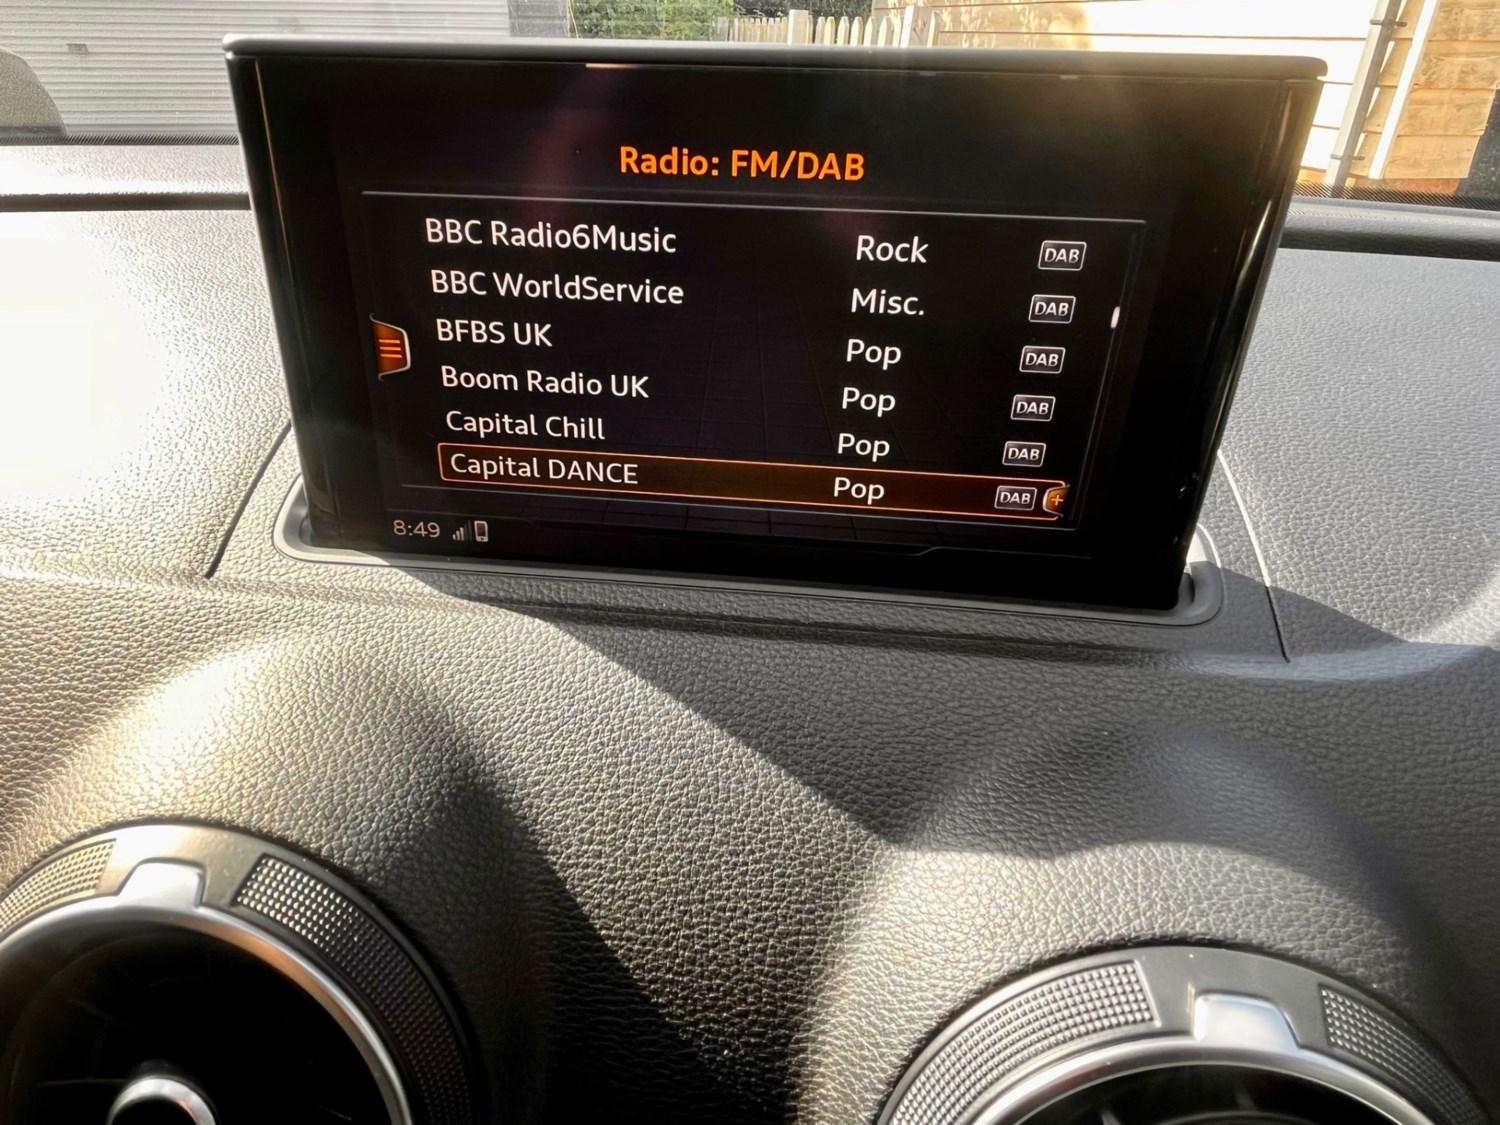 Radio: FM/DAB
BBC Radio6Music Rock DAB
BBC WorldService Misc. DAB
BFBS UK Pop DAB
Boom Radio UK Pop DAB
Capital Chill Pop DAB
Capital DANCE Pop DAB +
8:49